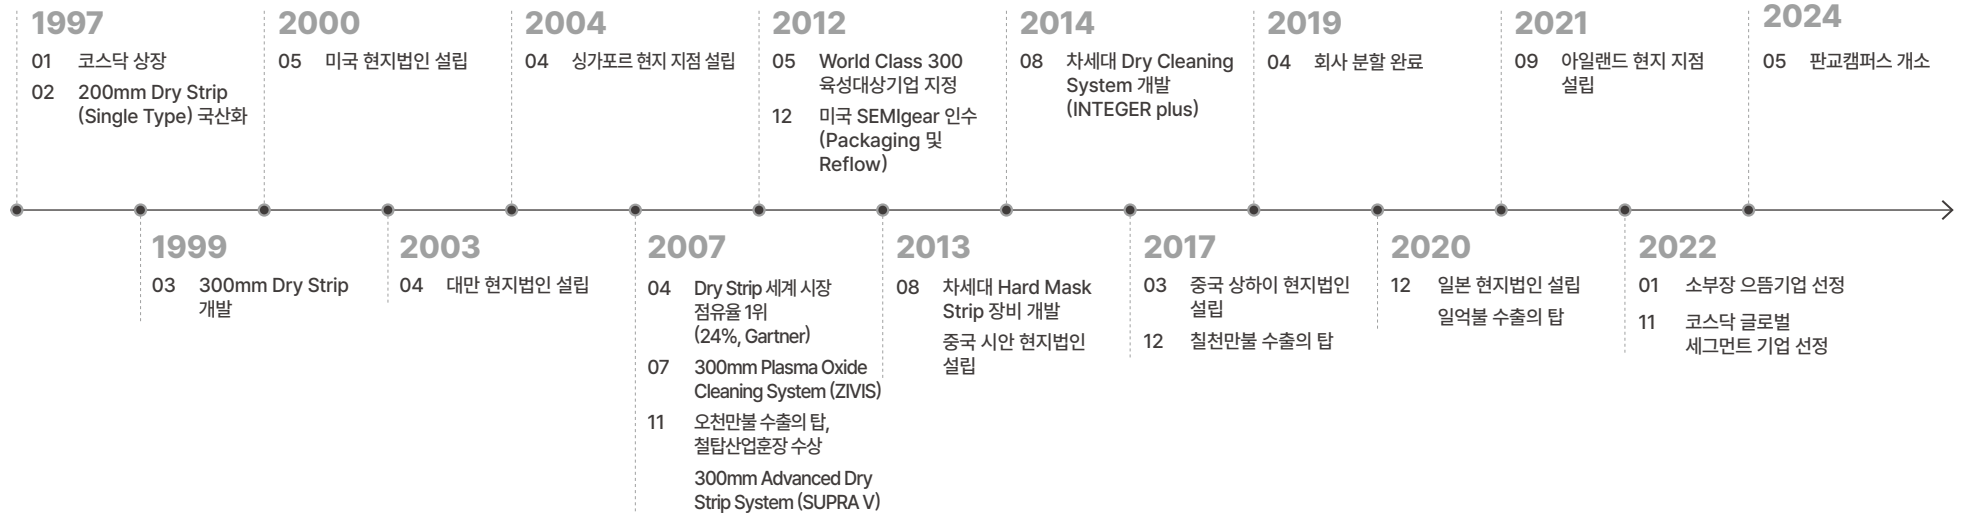 1997
01 코스닥 상장
02 200mm Dry Strip
(Single Type) 국산화
1999
03 300mm Dry Strip
개발
2000
05 미국 현지법인 설립
2003
04 대만 현지법인 설립
2004
04 싱가포르 현지 지점 설립
2007
04 Dry Strip 세계 시장
점유율 1위
(24%, Gartner)
07 300mm Plasma Oxide
Cleaning System (ZIVIS)
11 오천만불 수출의 탑,
철탑산업훈장 수상
300mm Advanced Dry
Strip System (SUPRA V)
2012
05 World Class 300
육성대상기업 지정
12 미국 SEMIgear 인수
(Packaging 및
Reflow)
2013
08 차세대 Hard Mask
Strip 장비 개발
중국 시안 현지법인
설립
2014
08 차세대 Dry Cleaning
System 개발
(INTEGER plus)
2017
03 중국 상하이 현지법인
설립
12 칠천만불 수출의 탑
2019
04 회사 분할 완료
2020
12 일본 현지법인 설립
일억불 수출의 탑
2021
09 아일랜드 현지 지점
설립
2022
01 소부장 으뜸기업 선정
11 코스닥 글로벌
세그먼트 기업 선정
2024
05 판교캠퍼스 개소